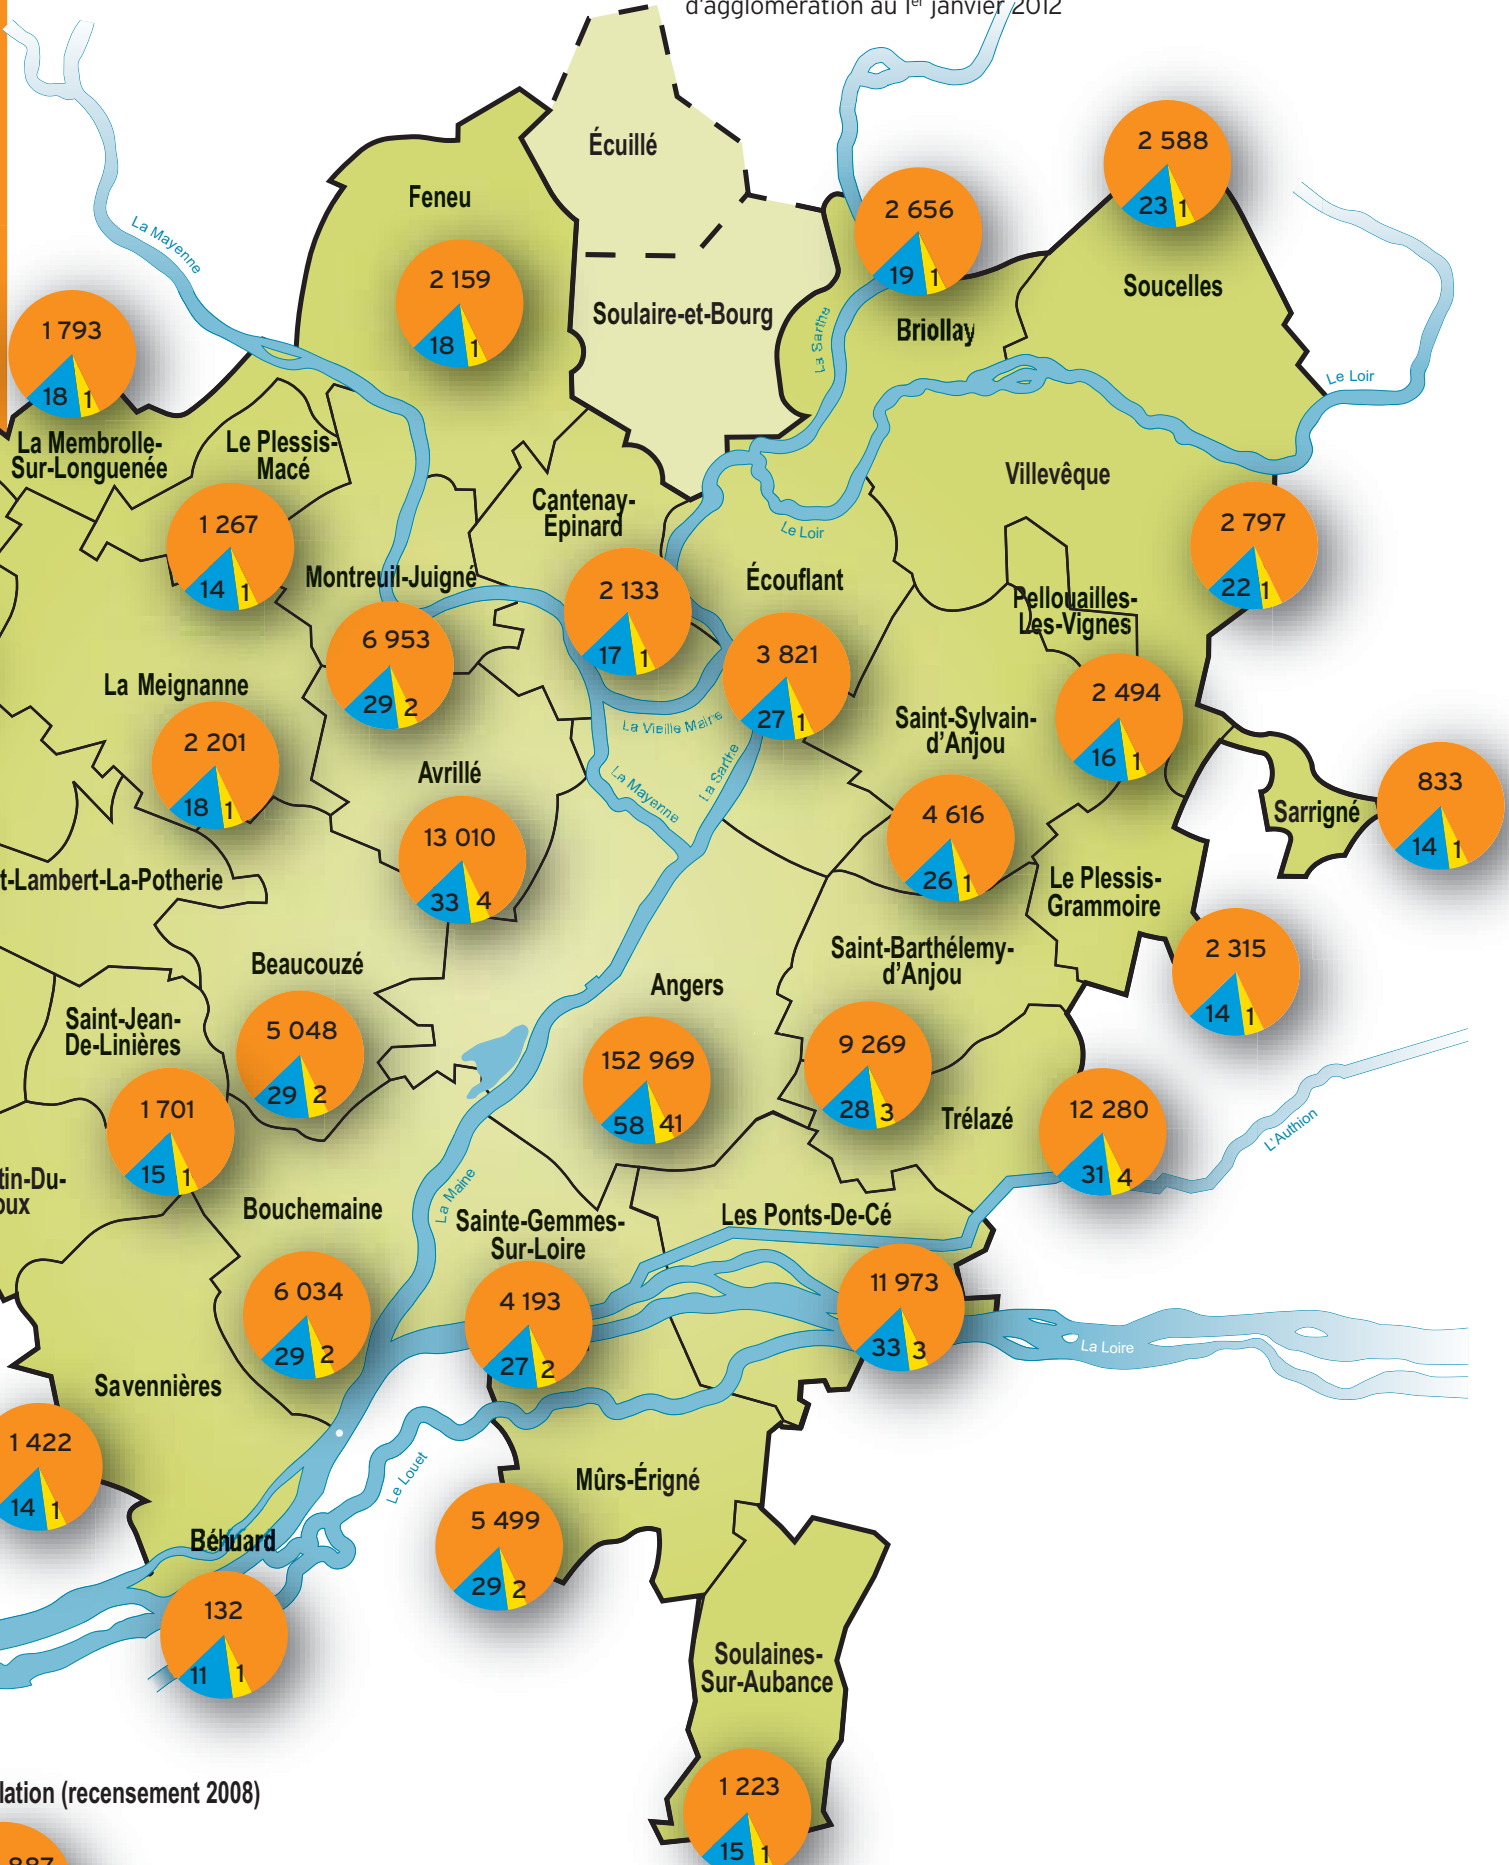 d'agglomération au 1er janvier 2012
Écuillé
2 588
23 1
Feneu
2 656
19 1
La Mayenne
2 159
18 1
Soucelles
Soulaire-et-Bourg
La Sarthe
Briollay
1 793
18 1
Le Loir
La Membrolle-
Sur-Longuenée
Le Plessis-
Macé
Villevêque
Cantenay-
Épinard
1 267
14 1
Le Loir
2 797
22 1
Montreuil-Juigné
Écouflant
2 133
17 1
Pellouailles-
Les-Vignes
6 953
29 2
3 821
27 1
La Meignanne
2 494
16 1
2 201
18 1
La Vieille Maine
Saint-Sylvain-
d'Anjou
Avrillé
La Mayenne
La Sarthe
833
14 1
Sarrigné
13 010
33 4
4 616
26 1
t-Lambert-La-Potherie
Le Plessis-
Grammoire
Beaucouzé
Saint-Barthélemy-
d'Anjou
2 315
14 1
Angers
Saint-Jean-
De-Linières
5 048
29 2
152 969
58 41
9 269
28 3
1 701
15 1
Trélazé
12 280
31 4
L'Authion
tin-Du-
oux
La Maine
Bouchemaine
Sainte-Gemmes-
Sur-Loire
Les Ponts-De-Cé
6 034
29 2
4 193
27 2
11 973
33 3
La Loire
Savennières
1 422
14 1
Le Louet
Mûrs-Érigné
5 499
29 2
Béhuard
132
11 1
Soulaines-
Sur-Aubance
1 223
15 1
lation (recensement 2008)
887